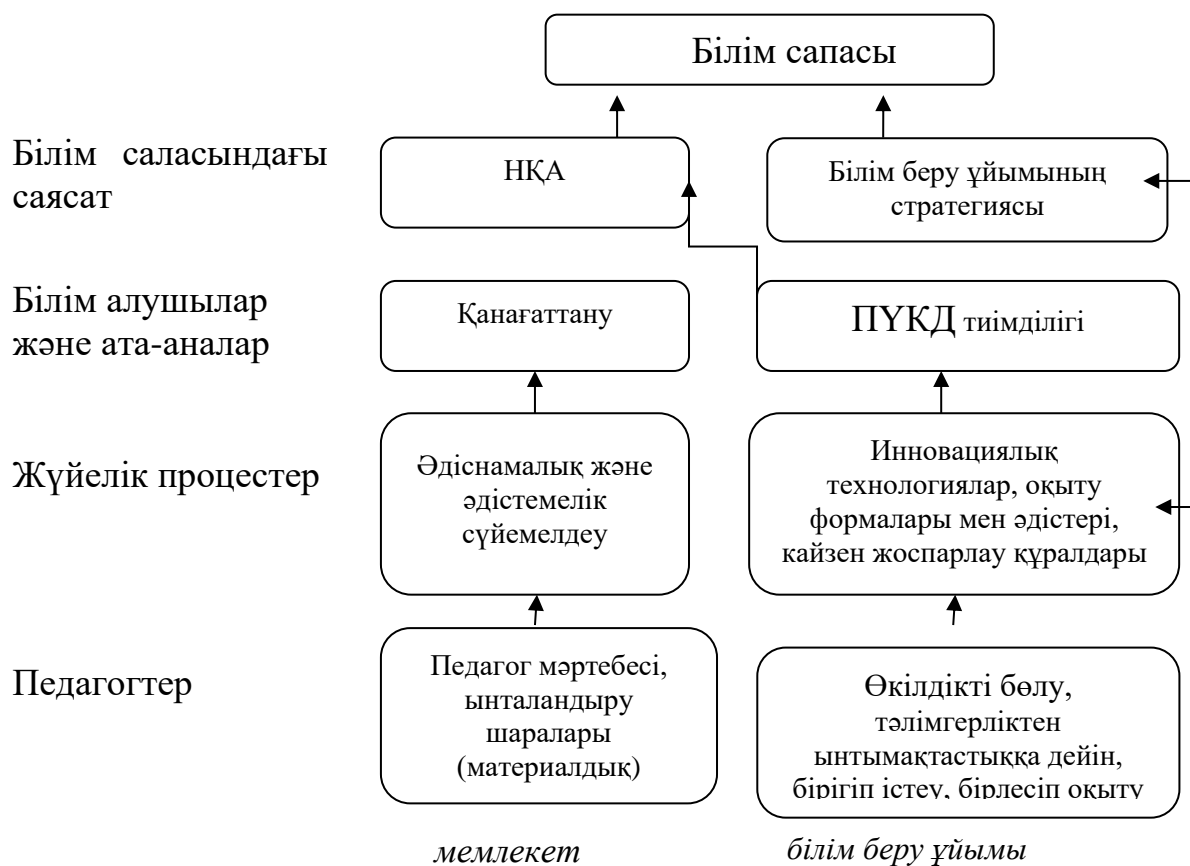 Білім сапасы
Білім саласындағы
саясат
НҚА
Білім беру ұйымының
стратегиясы
Білім алушылар
және ата-аналар
Қанағаттану
ПҮКД тиімділігі
Жүйелік процестер
Әдіснамалық және
әдістемелік
сүйемелдеу
Инновациялық
технологиялар, оқыту
формалары мен әдістері,
кайзен жоспарлау құралдары
Педагогтер
Педагог мәртебесі,
ынталандыру
шаралары
(материалдық)
Өкілдікті бөлу,
тәлімгерліктен
ынтымақтастыққа дейін,
бірігіп істеу, бірлесіп оқыту
мемлекет
білім беру ұйымы